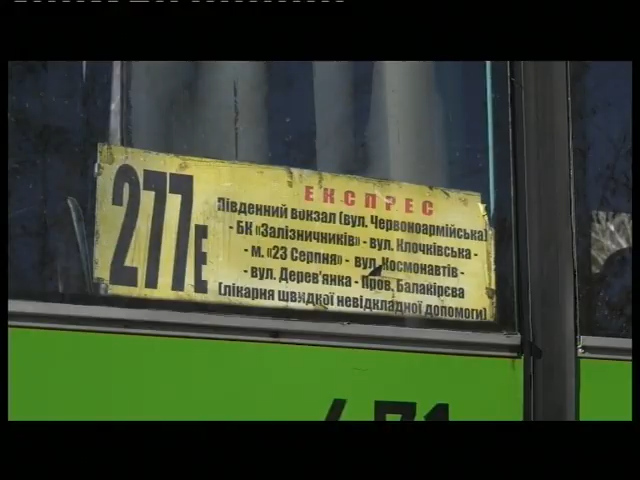 277Е
ЕКСПРЕС
Південний вокзал (вул. Червоноармійська)
- БК «Залізничників» - вул. Клочківська -
- м. «23 Серпня» - вул. Космонавтів -
- вул. Дерев'янка - Пров. Балакірєва
(лікарня швидкої невідкладної допомоги)